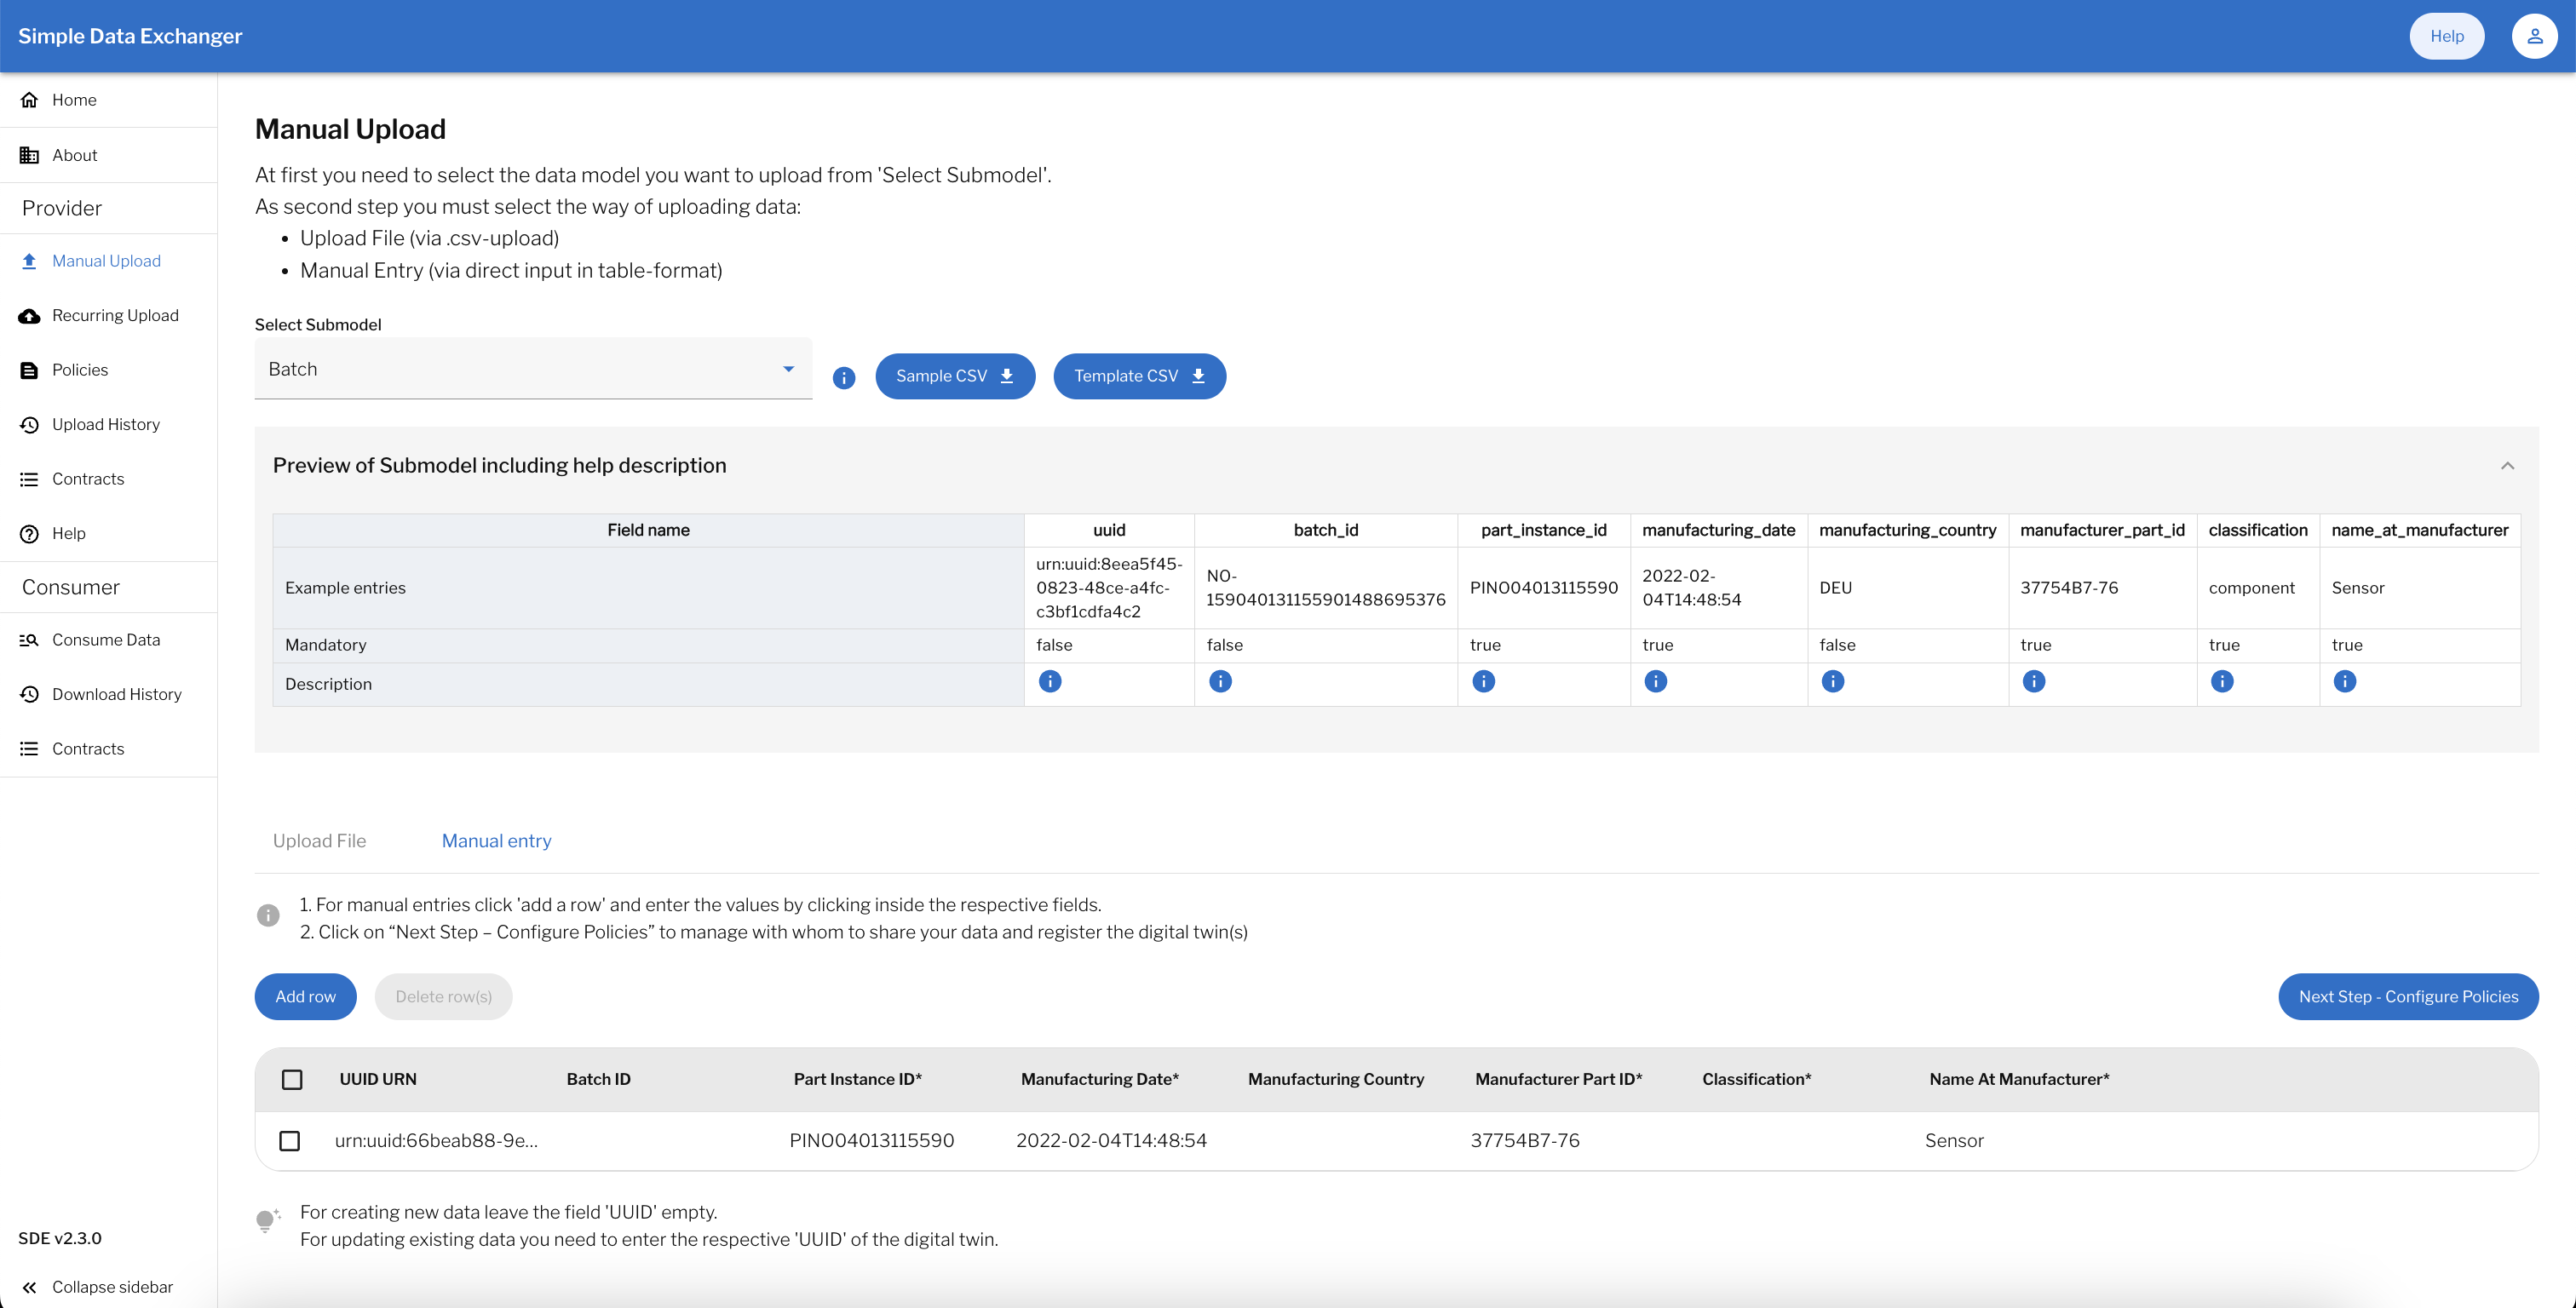 Simple Data Exchanger
Help
Home
About
Provider
Manual Upload
Recurring Upload
Policies
Upload History
Contracts
Help
Consumer
Consume Data
Download History
Contracts
SDE v2.3.0
Collapse sidebar
Manual Upload
At first you need to select the data model you want to upload from 'Select Submodel'.
As second step you must select the way of uploading data:
• Upload File (via .csv-upload)
• Manual Entry (via direct input in table-format)
Select Submodel
Batch
Sample CSV
Template CSV
Preview of Submodel including help description
Field name uuid batch_id part_instance_id manufacturing_date manufacturing_country manufacturer_part_id classification name_at_manufacturer
Example entries
urn:uuid:8eea5f45-
0823-48ce-a4fc-
c3bf1cdfa4c2
NO-
159040131155901488695376
PINO04013115590
2022-02-
04T14:48:54
DEU
37754B7-76
component
Sensor
Mandatory false false true true false true true true
Description
Upload File
Manual entry
1. For manual entries click 'add a row' and enter the values by clicking inside the respective fields.
2. Click on “Next Step – Configure Policies” to manage with whom to share your data and register the digital twin(s)
Add row
Delete row(s)
Next Step - Configure Policies
UUID URN Batch ID Part Instance ID* Manufacturing Date* Manufacturing Country Manufacturer Part ID* Classification* Name At Manufacturer*
urn:uuid:66beab88-9e... PINO04013115590 2022-02-04T14:48:54 37754B7-76 Sensor
For creating new data leave the field 'UUID' empty.
For updating existing data you need to enter the respective 'UUID' of the digital twin.